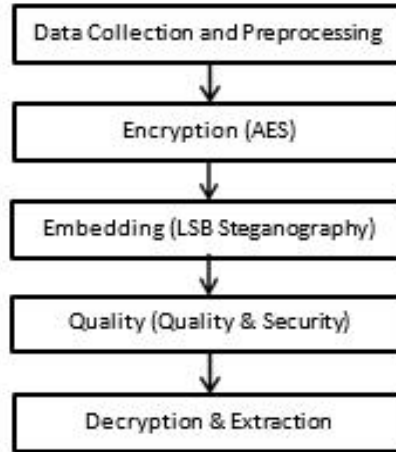 Data Collection and Preprocessing
Encryption (AES)
Embedding (LSB Steganography)
Quality (Quality & Security)
Decryption & Extraction